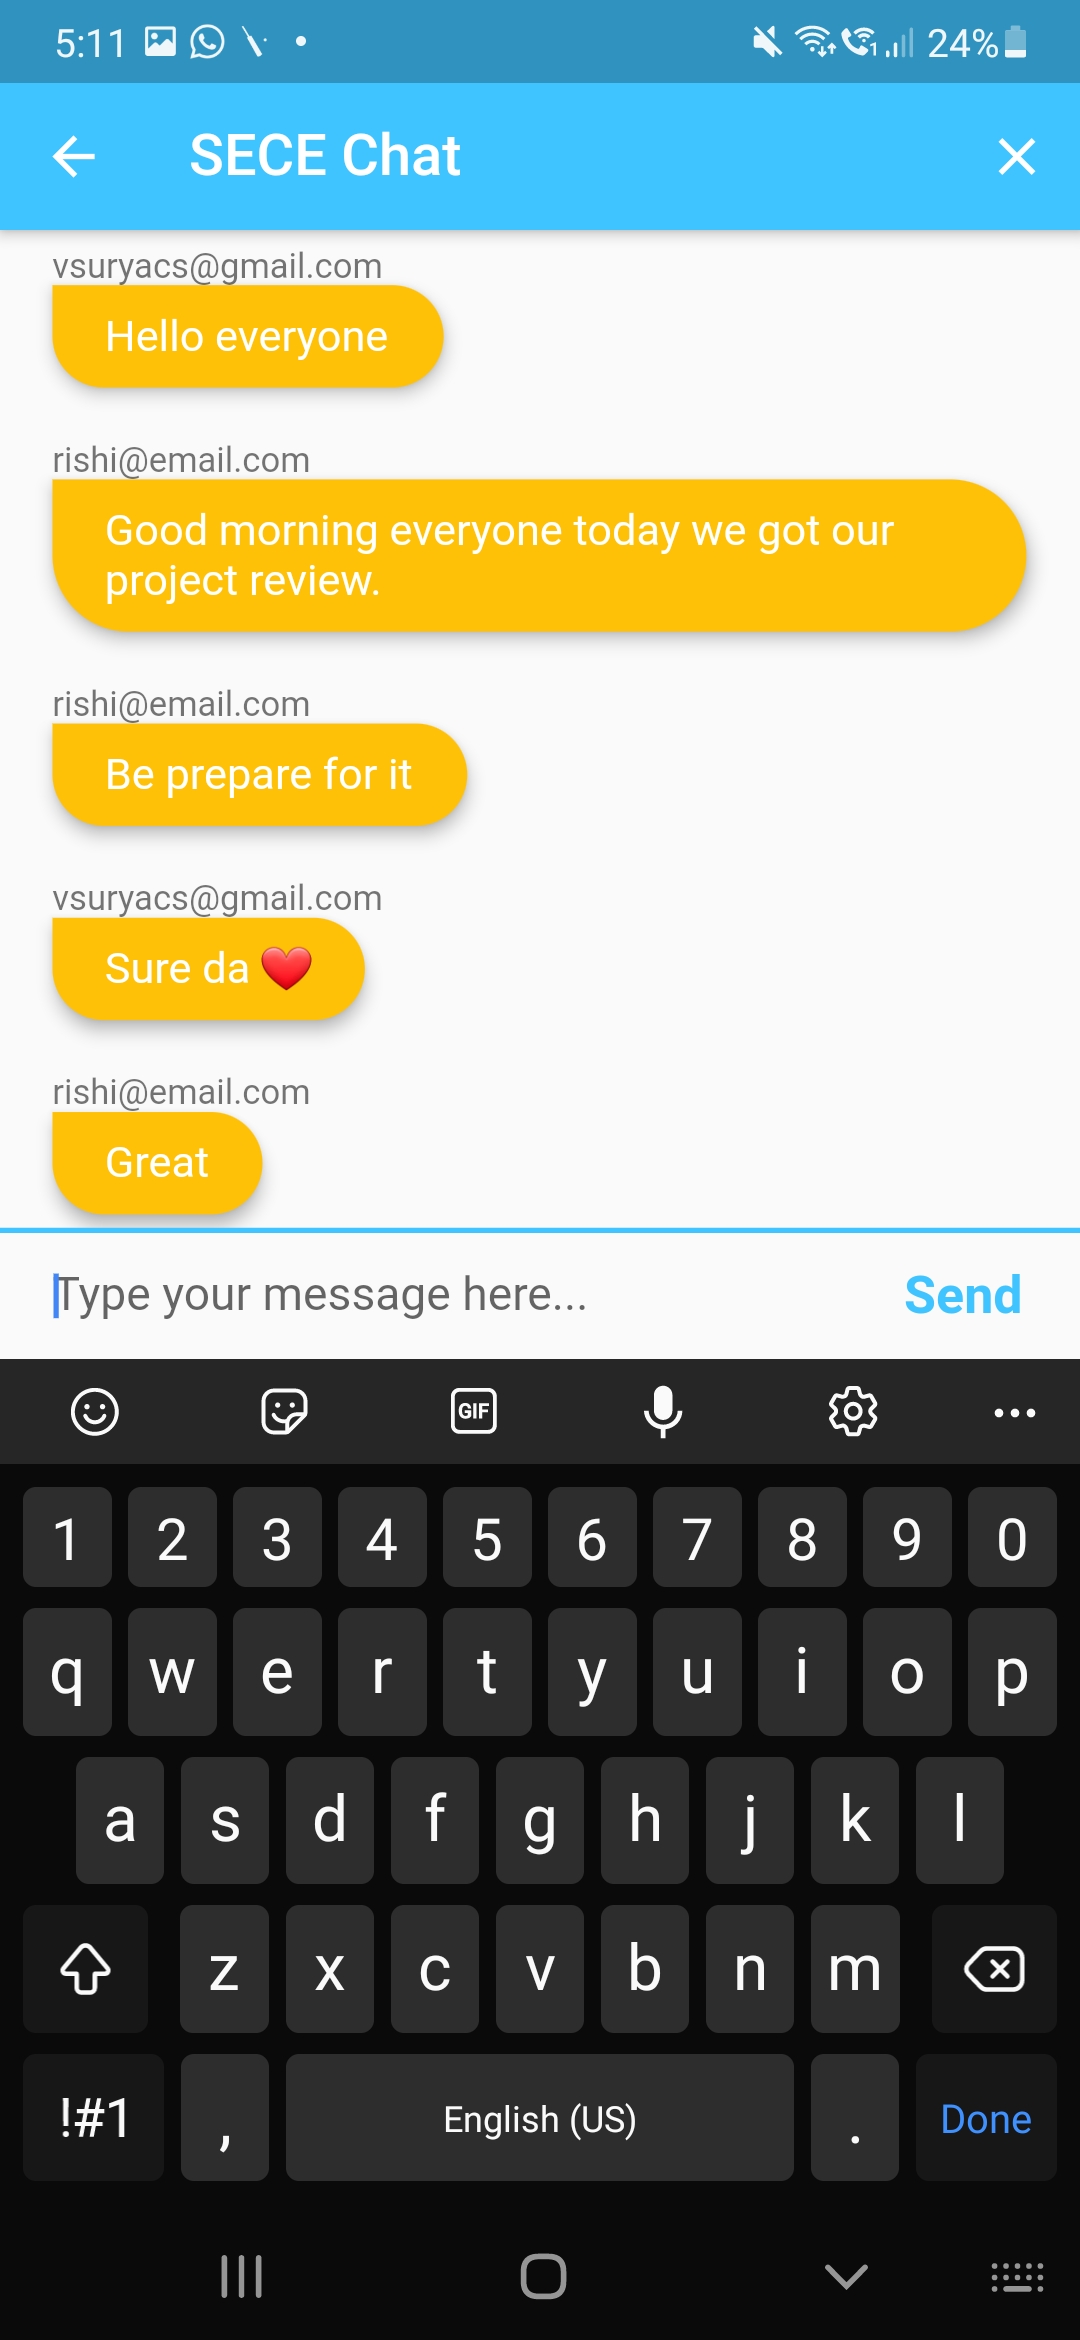 5:11 24%
SECE Chat
vsuryacs@gmail.com
Hello everyone
rishi@email.com
Good morning everyone today we got our
project review.
rishi@email.com
Be prepare for it
vsuryacs@gmail.com
Sure da ❤️
rishi@email.com
Great
Type your message here... Send
GIF
1 2 3 4 5 6 7 8 9 0
q w e r t y u i o p
a s d f g h j k l
z x c v b n m
!#1 , English (US) . Done